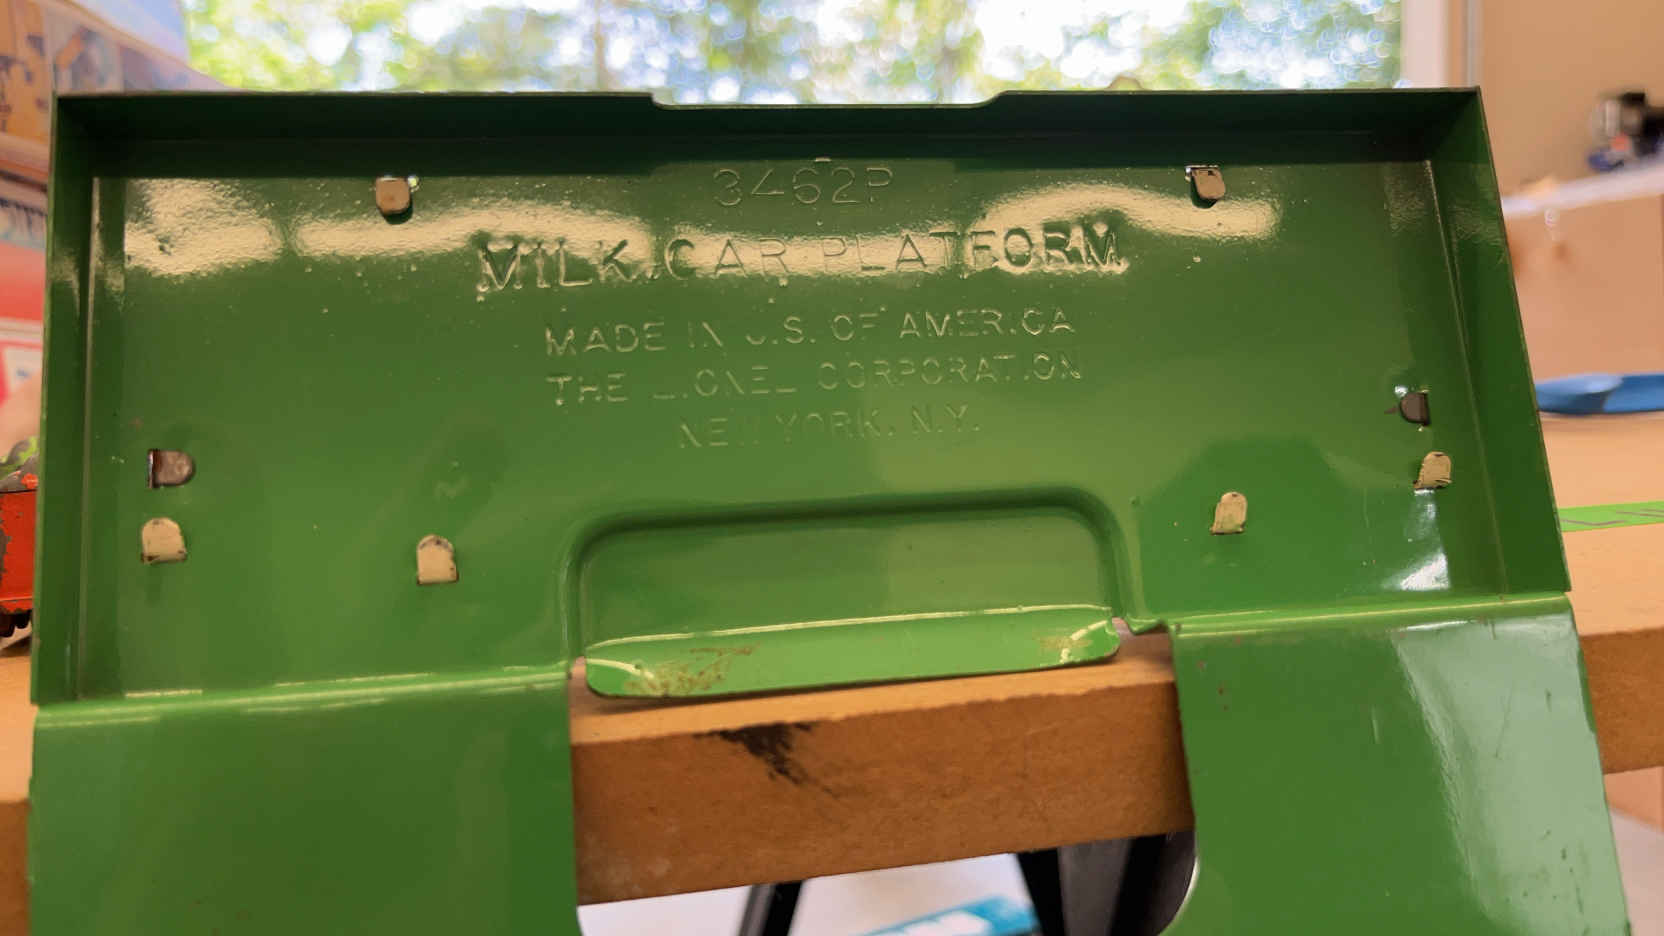 3462P
MILK CAR PLATFORM
MADE IN U.S. OF AMERICA
THE LIONEL CORPORATION
NEW YORK, N.Y.